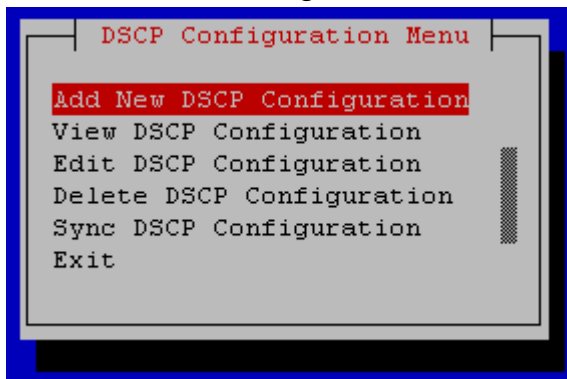 DSCP Configuration Menu
Add New DSCP Configuration
View DSCP Configuration
Edit DSCP Configuration
Delete DSCP Configuration
Sync DSCP Configuration
Exit